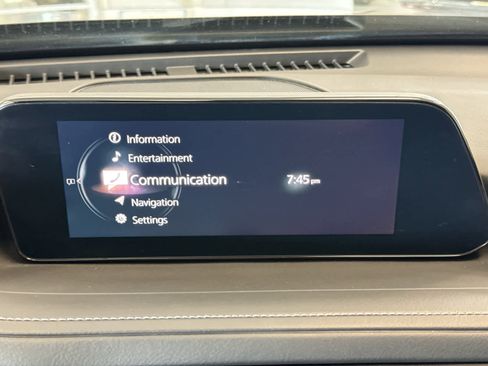 Information
Entertainment
Communication 7:45 pm
Navigation
Settings